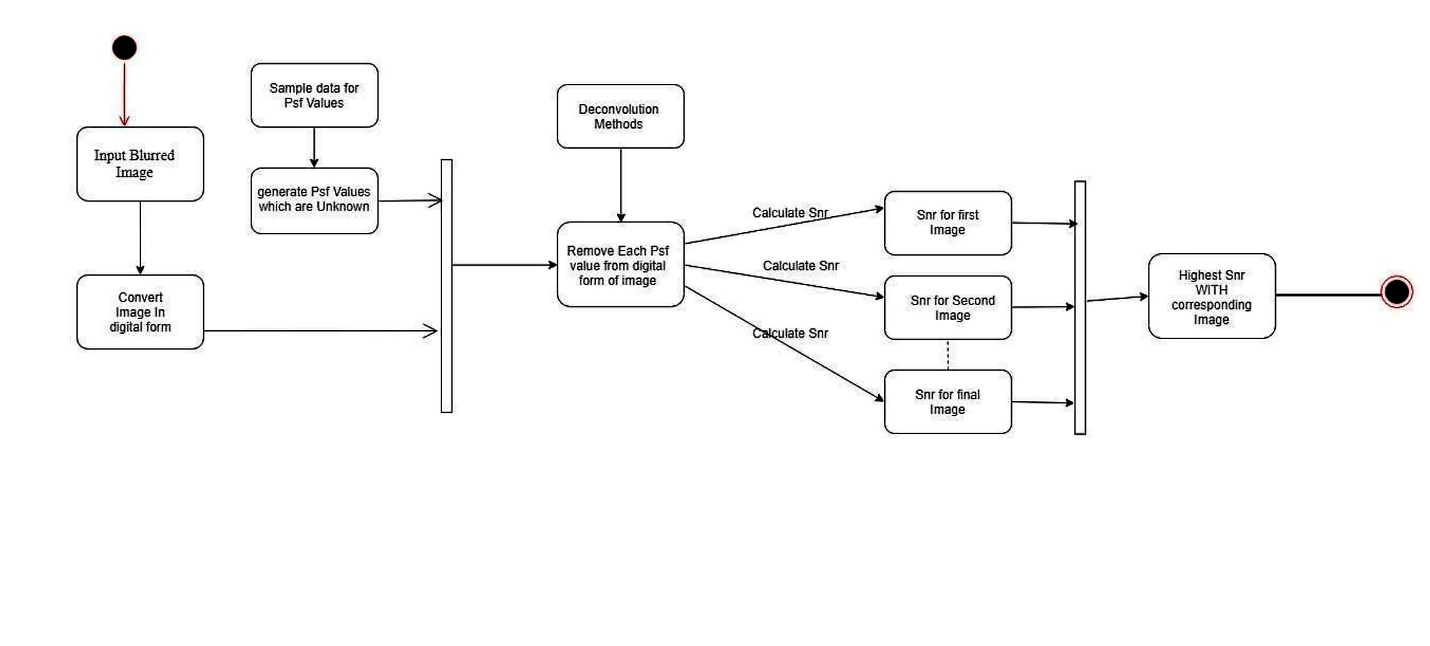 Input Blurred
Image
Convert
Image In
digital form
Sample data for
Psf Values
generate Psf Values
which are Unknown
Deconvolution
Methods
Remove Each Psf
value from digital
form of image
Calculate Snr
Calculate Snr
Calculate Snr
Snr for first
Image
Snr for Second
Image
Snr for final
Image
Highest Snr
WITH
corresponding
Image